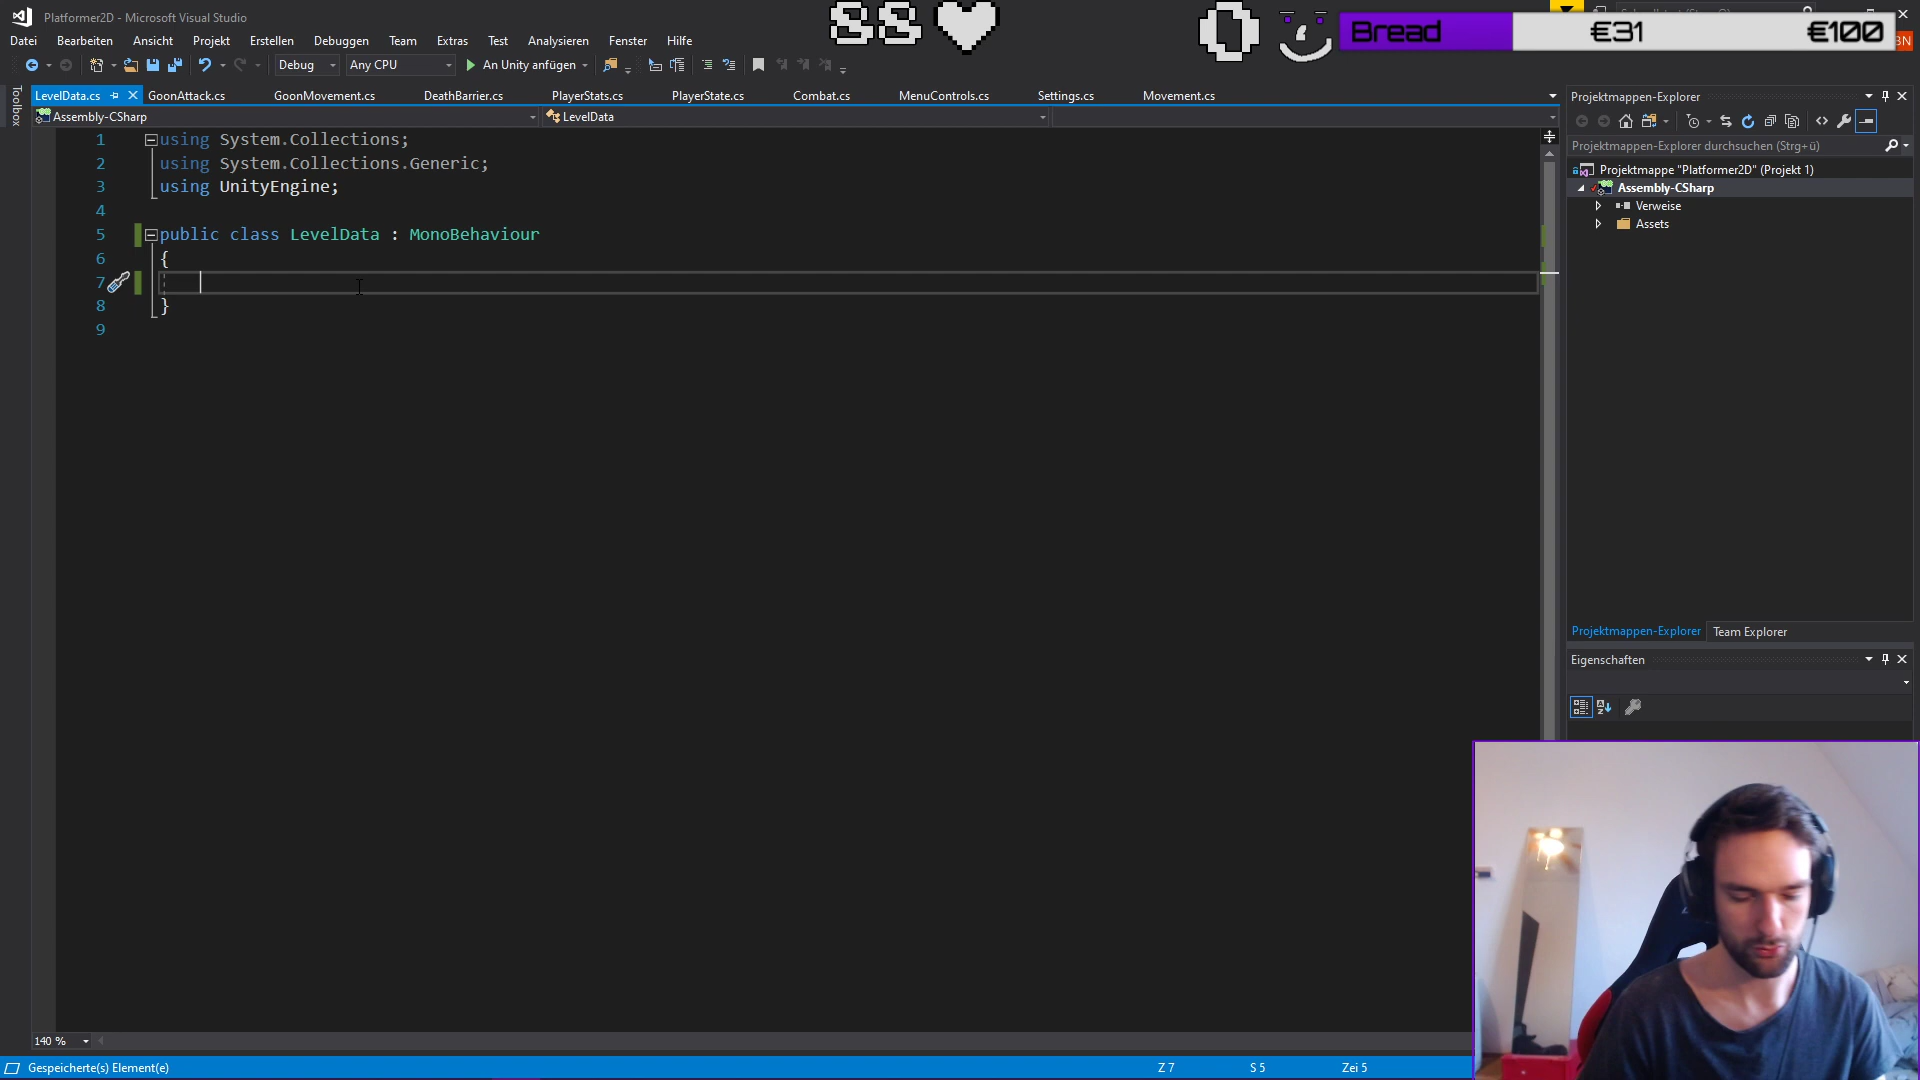 Platformer2D - Microsoft Visual Studio
SS
0
Bread €31 €100
Datei Bearbeiten Ansicht Projekt Erstellen Debuggen Team Extras Test Analysieren Fenster Hilfe
Debug Any CPU An Unity anfügen
Toolbox
LevelData.cs GoonAttack.cs GoonMovement.cs DeathBarrier.cs PlayerStats.cs PlayerState.cs Combat.cs MenuControls.cs Settings.cs Movement.cs
Assembly-CSharp LevelData
1 using System.Collections;
2 using System.Collections.Generic;
3 using UnityEngine;
4
5 public class LevelData : MonoBehaviour
6 {
7
8 }
9
Projektmappen-Explorer
Projektmappen-Explorer durchsuchen (Strg+ü)
Projektmappe "Platformer2D" (Projekt 1)
Assembly-CSharp
Verweise
Assets
Projektmappen-Explorer Team Explorer
Eigenschaften
140 %
Gespeicherte(s) Element(e) Z 7 S 5 Zei 5